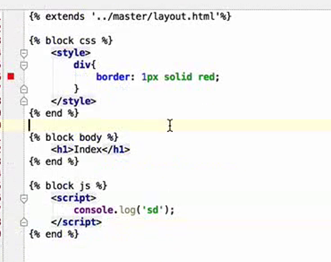 {% extends '../master/layout.html'%}
{% block css %}
<style>
div{
border: 1px solid red;
}
</style>
{% end %}
{% block body %}
<h1>Index</h1>
{% end %}
{% block js %}
<script>
console.log('sd');
</script>
{% end %}